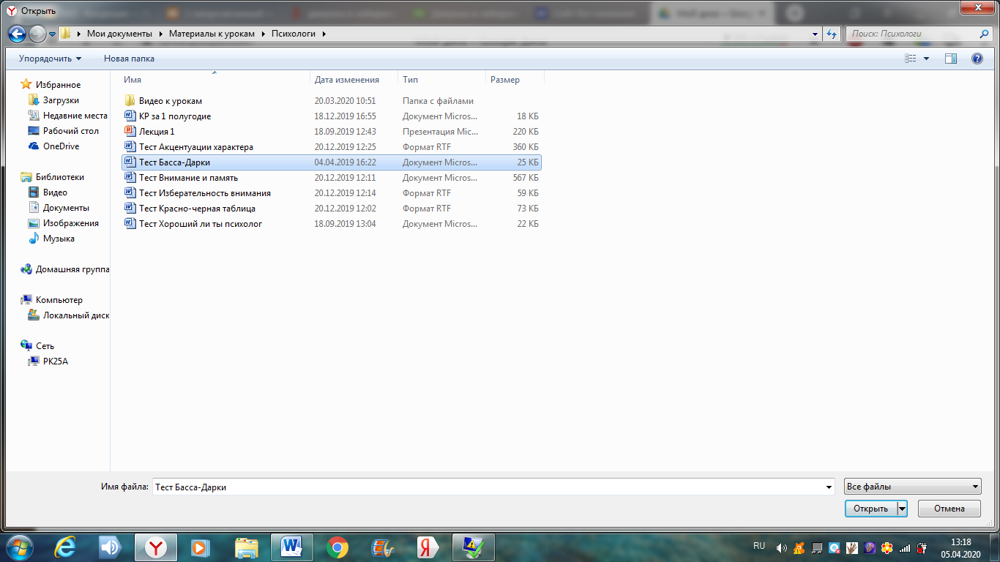 Открыть
Мои документы Материалы к урокам Психологи
Поиск: Психологи
Упорядочить Новая папка
Имя Дата изменения Тип Размер
Избранное
Загрузки
Недавние места
Рабочий стол
OneDrive
Библиотеки
Видео
Документы
Изображения
Музыка
Домашняя группа
Компьютер
Локальный диск
Сеть
PK25A
Видео к урокам 20.03.2020 10:51 Папка с файлами
КР за 1 полугодие 18.12.2019 16:55 Документ Micros... 18 КБ
Лекция 1 18.09.2019 12:43 Презентация Mic... 220 КБ
Тест Акцентуации характера 20.12.2019 12:25 Формат RTF 360 КБ
Тест Басса-Дарки 04.04.2019 16:22 Документ Micros... 25 КБ
Тест Внимание и память 20.12.2019 12:11 Документ Micros... 567 КБ
Тест Изберательность внимания 20.12.2019 12:14 Формат RTF 59 КБ
Тест Красно-черная таблица 20.12.2019 12:02 Формат RTF 73 КБ
Тест Хороший ли ты психолог 18.09.2019 13:04 Документ Micros... 22 КБ
Имя файла: Тест Басса-Дарки Все файлы
Открыть Отмена
RU 13:18
05.04.2020